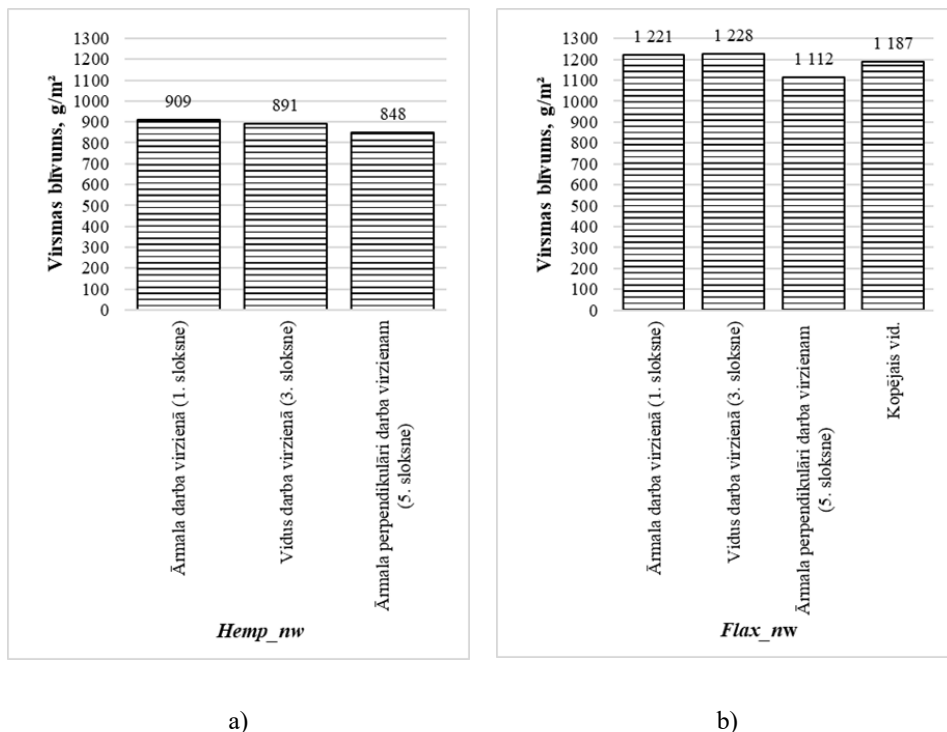 Virsmas blīvums, g/m²
1300
1200
1100
1000
900
800
700
600
500
400
300
200
100
0
909
891
848
Ārmala darba virzienā (1. sloksne)
Vidus darba virzienā (3. sloksne)
Ārmala perpendikulāri darba virzienam
(5. sloksne)
Hemp_nw
a)
Virsmas blīvums, g/m²
1300
1200
1100
1000
900
800
700
600
500
400
300
200
100
0
1 221
1 228
1 112
1 187
Ārmala darba virzienā (1. sloksne)
Vidus darba virzienā (3. sloksne)
Ārmala perpendikulāri darba virzienam
(5. sloksne)
Kopējais vid.
Flax_nw
b)